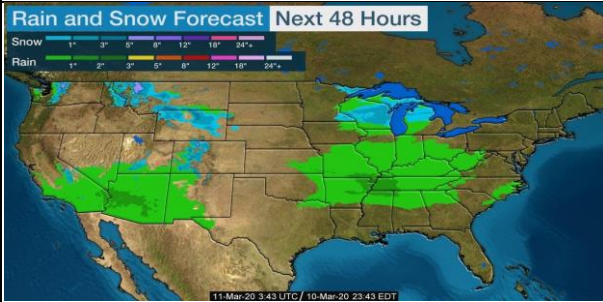 Rain and Snow Forecast Next 48 Hours
Snow 1" 3" 5" 8" 12" 18" 24"+
Rain 1" 2" 3" 5" 8" 12" 18" 24"+
11-Mar-20 3:43 UTC / 10-Mar-20 23:43 EDT